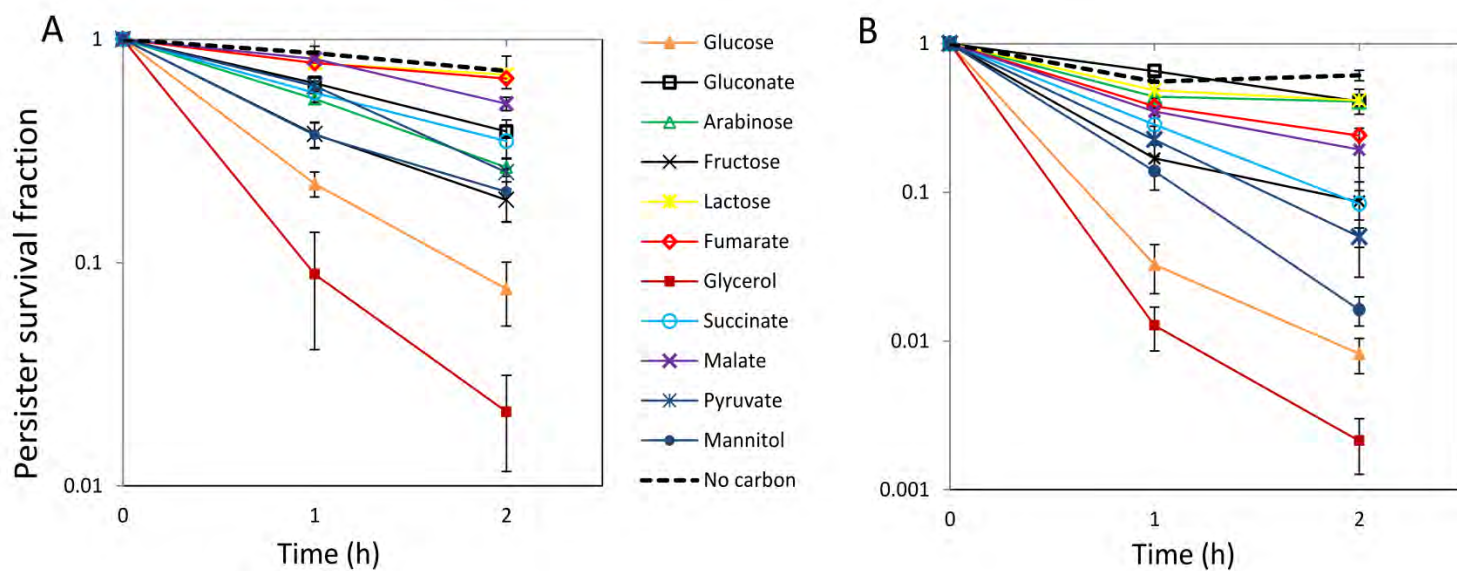 A
Persister survival fraction
1
0.1
0.01
0
1
2
Time (h)
Glucose
Gluconate
Arabinose
Fructose
Lactose
Fumarate
Glycerol
Succinate
Malate
Pyruvate
Mannitol
No carbon
B
1
0.1
0.01
0.001
0
1
2
Time (h)